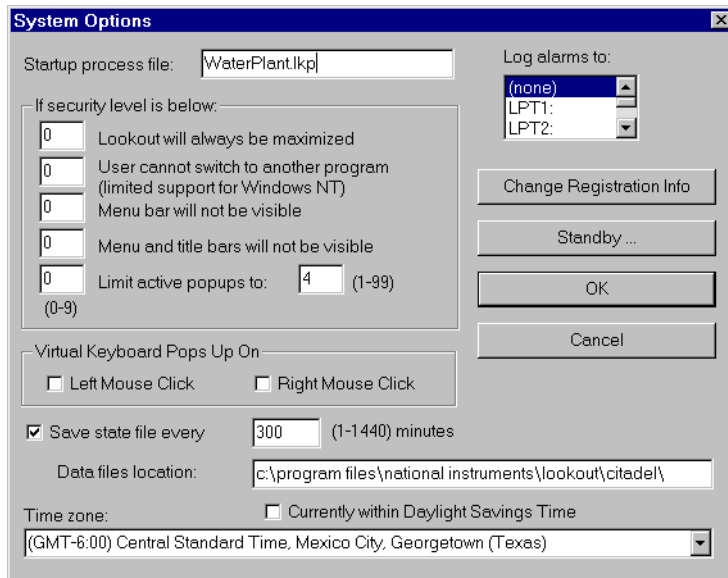 System Options
Startup process file: WaterPlant.lkp
Log alarms to:
(none)
LPT1:
LPT2:
If security level is below:
0 Lookout will always be maximized
0 User cannot switch to another program
(limited support for Windows NT)
0 Menu bar will not be visible
0 Menu and title bars will not be visible
0 Limit active popups to: 4 (1-99)
(0-9)
Change Registration Info
Standby ...
OK
Cancel
Virtual Keyboard Pops Up On
Left Mouse Click Right Mouse Click
Save state file every 300 (1-1440) minutes
Data files location: c:\program files\national instruments\lookout\citadel\
Time zone: Currently within Daylight Savings Time
(GMT-6:00) Central Standard Time, Mexico City, Georgetown (Texas)